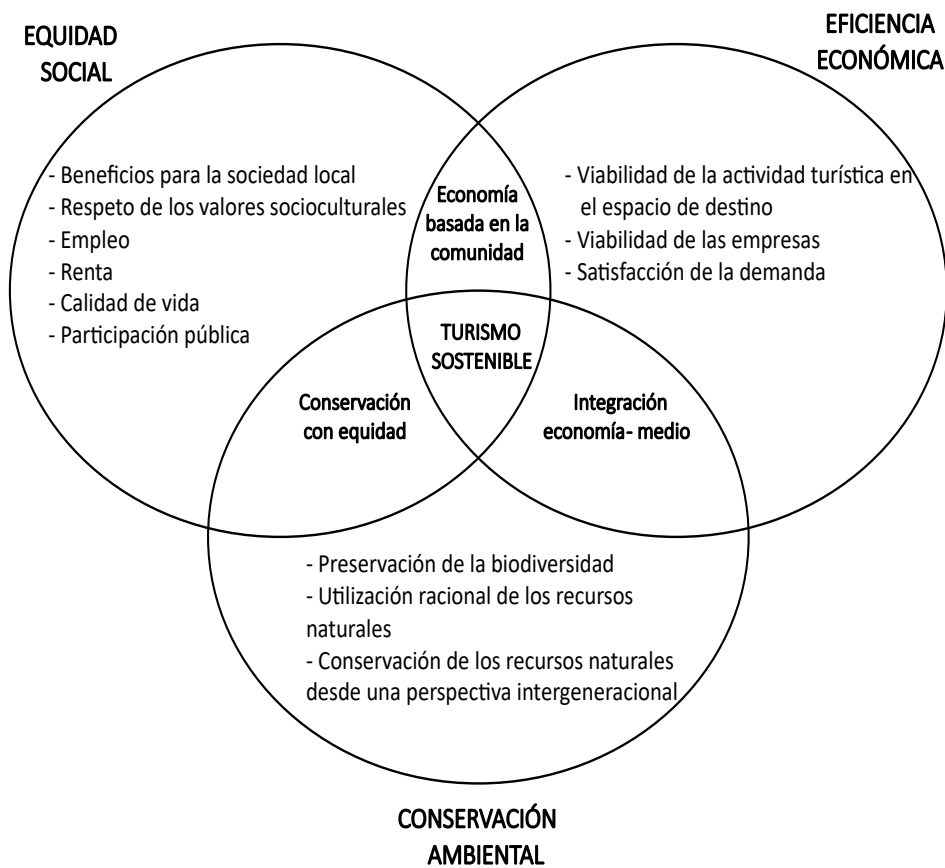 EQUIDAD
SOCIAL
EFICIENCIA
ECONÓMICA
- Beneficios para la sociedad local
- Respeto de los valores socioculturales
- Empleo
- Renta
- Calidad de vida
- Participación pública
Economía
basada en la
comunidad
- Viabilidad de la actividad turística en
el espacio de destino
- Viabilidad de las empresas
- Satisfacción de la demanda
TURISMO
SOSTENIBLE
Conservación
con equidad
Integración
economía- medio
- Preservación de la biodiversidad
- Utilización racional de los recursos
naturales
- Conservación de los recursos naturales
desde una perspectiva intergeneracional
CONSERVACIÓN
AMBIENTAL